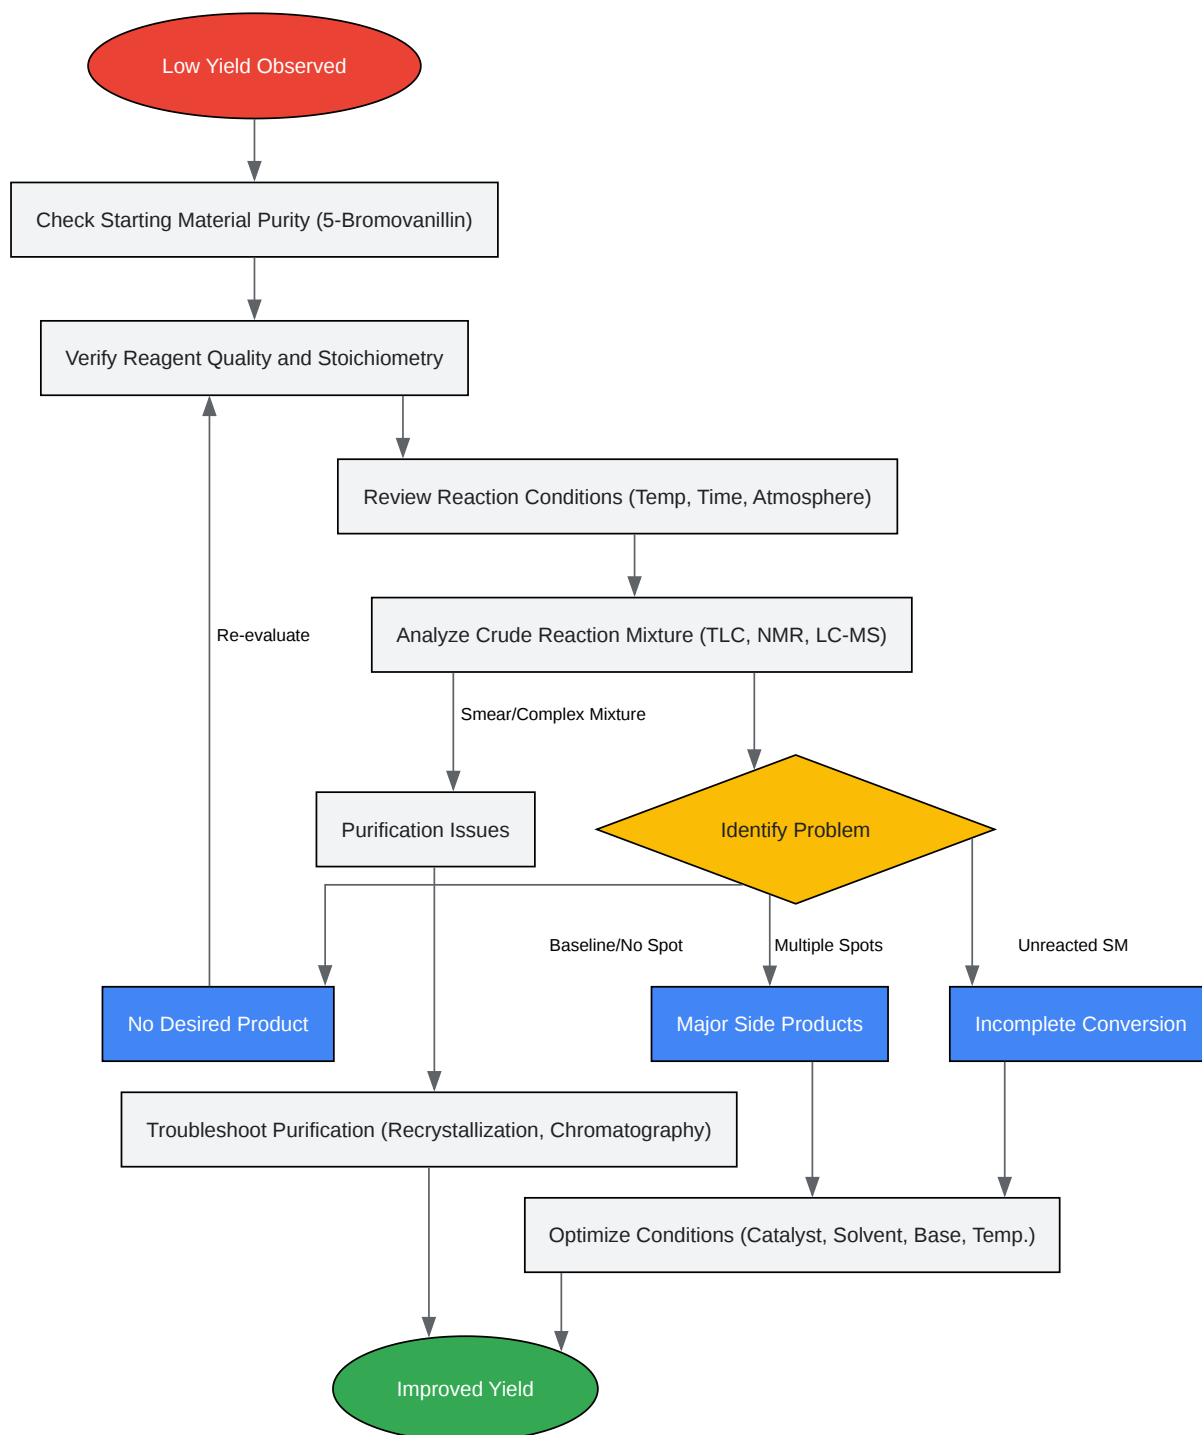 Low Yield Observed
Check Starting Material Purity (5-Bromovanillin)
Verify Reagent Quality and Stoichiometry
Review Reaction Conditions (Temp, Time, Atmosphere)
Re-evaluate
Analyze Crude Reaction Mixture (TLC, NMR, LC-MS)
Smear/Complex Mixture
Purification Issues
Identify Problem
Baseline/No Spot
Multiple Spots
Unreacted SM
No Desired Product
Major Side Products
Incomplete Conversion
Troubleshoot Purification (Recrystallization, Chromatography)
Optimize Conditions (Catalyst, Solvent, Base, Temp.)
Improved Yield